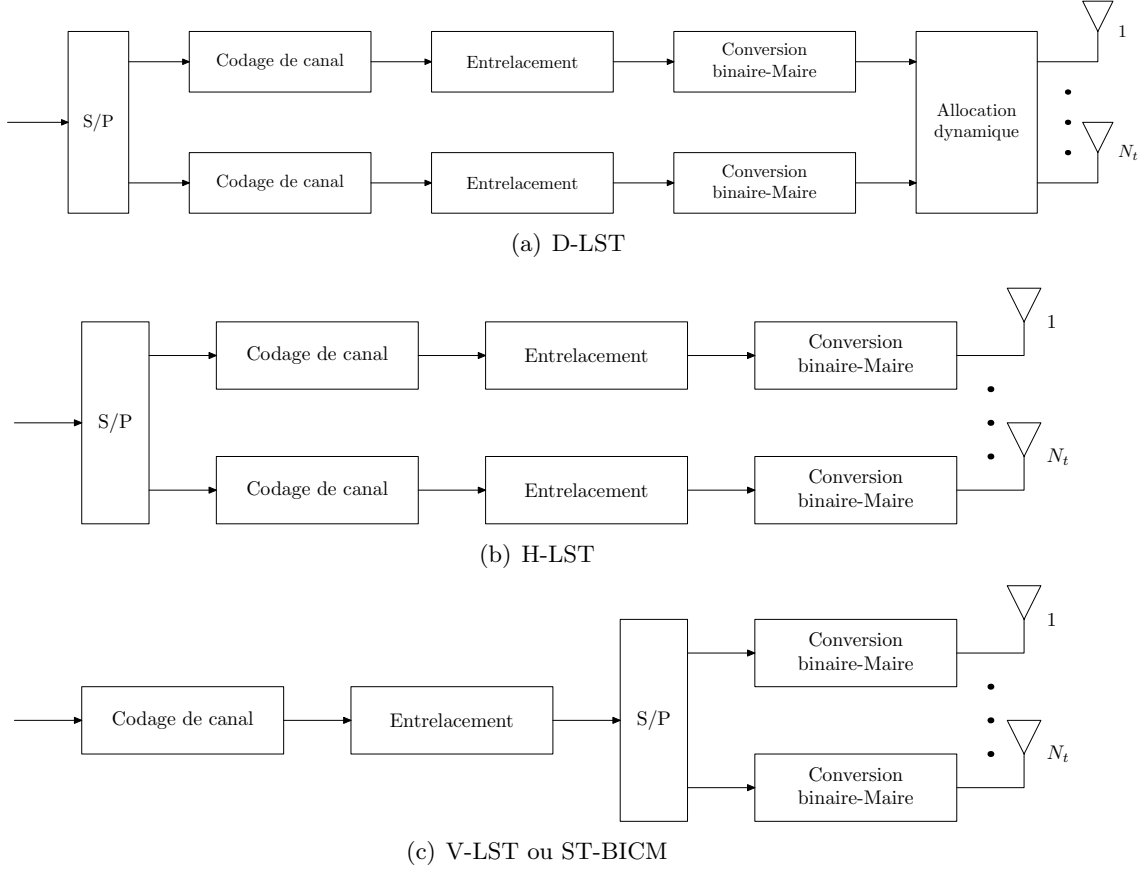 S/P
Codage de canal
Entrelacement
Conversion
binaire-Maire
Codage de canal
Entrelacement
Conversion
binaire-Maire
Allocation
dynamique
1
N_t
(a) D-LST
S/P
Codage de canal
Entrelacement
Conversion
binaire-Maire
1
Codage de canal
Entrelacement
Conversion
binaire-Maire
N_t
(b) H-LST
Codage de canal
Entrelacement
S/P
Conversion
binaire-Maire
1
Conversion
binaire-Maire
N_t
(c) V-LST ou ST-BICM